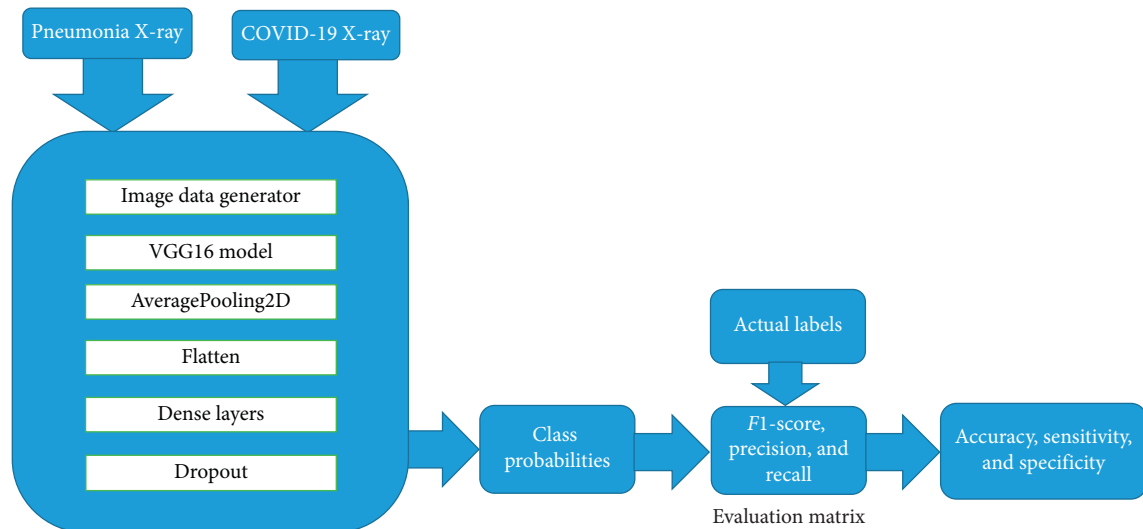 Pneumonia X-ray
COVID-19 X-ray
Image data generator
VGG16 model
AveragePooling2D
Flatten
Dense layers
Dropout
Class
probabilities
Actual labels
F1-score,
precision, and
recall
Evaluation matrix
Accuracy, sensitivity,
and specificity